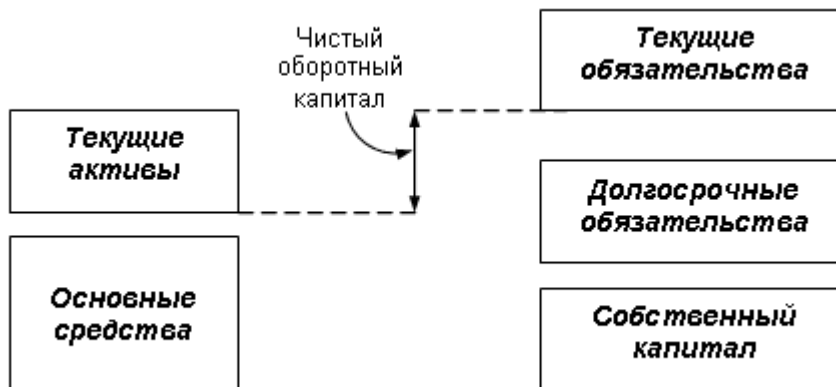 Чистый
оборотный
капитал
Текущие
обязательства
Текущие
активы
Долгосрочные
обязательства
Основные
средства
Собственный
капитал